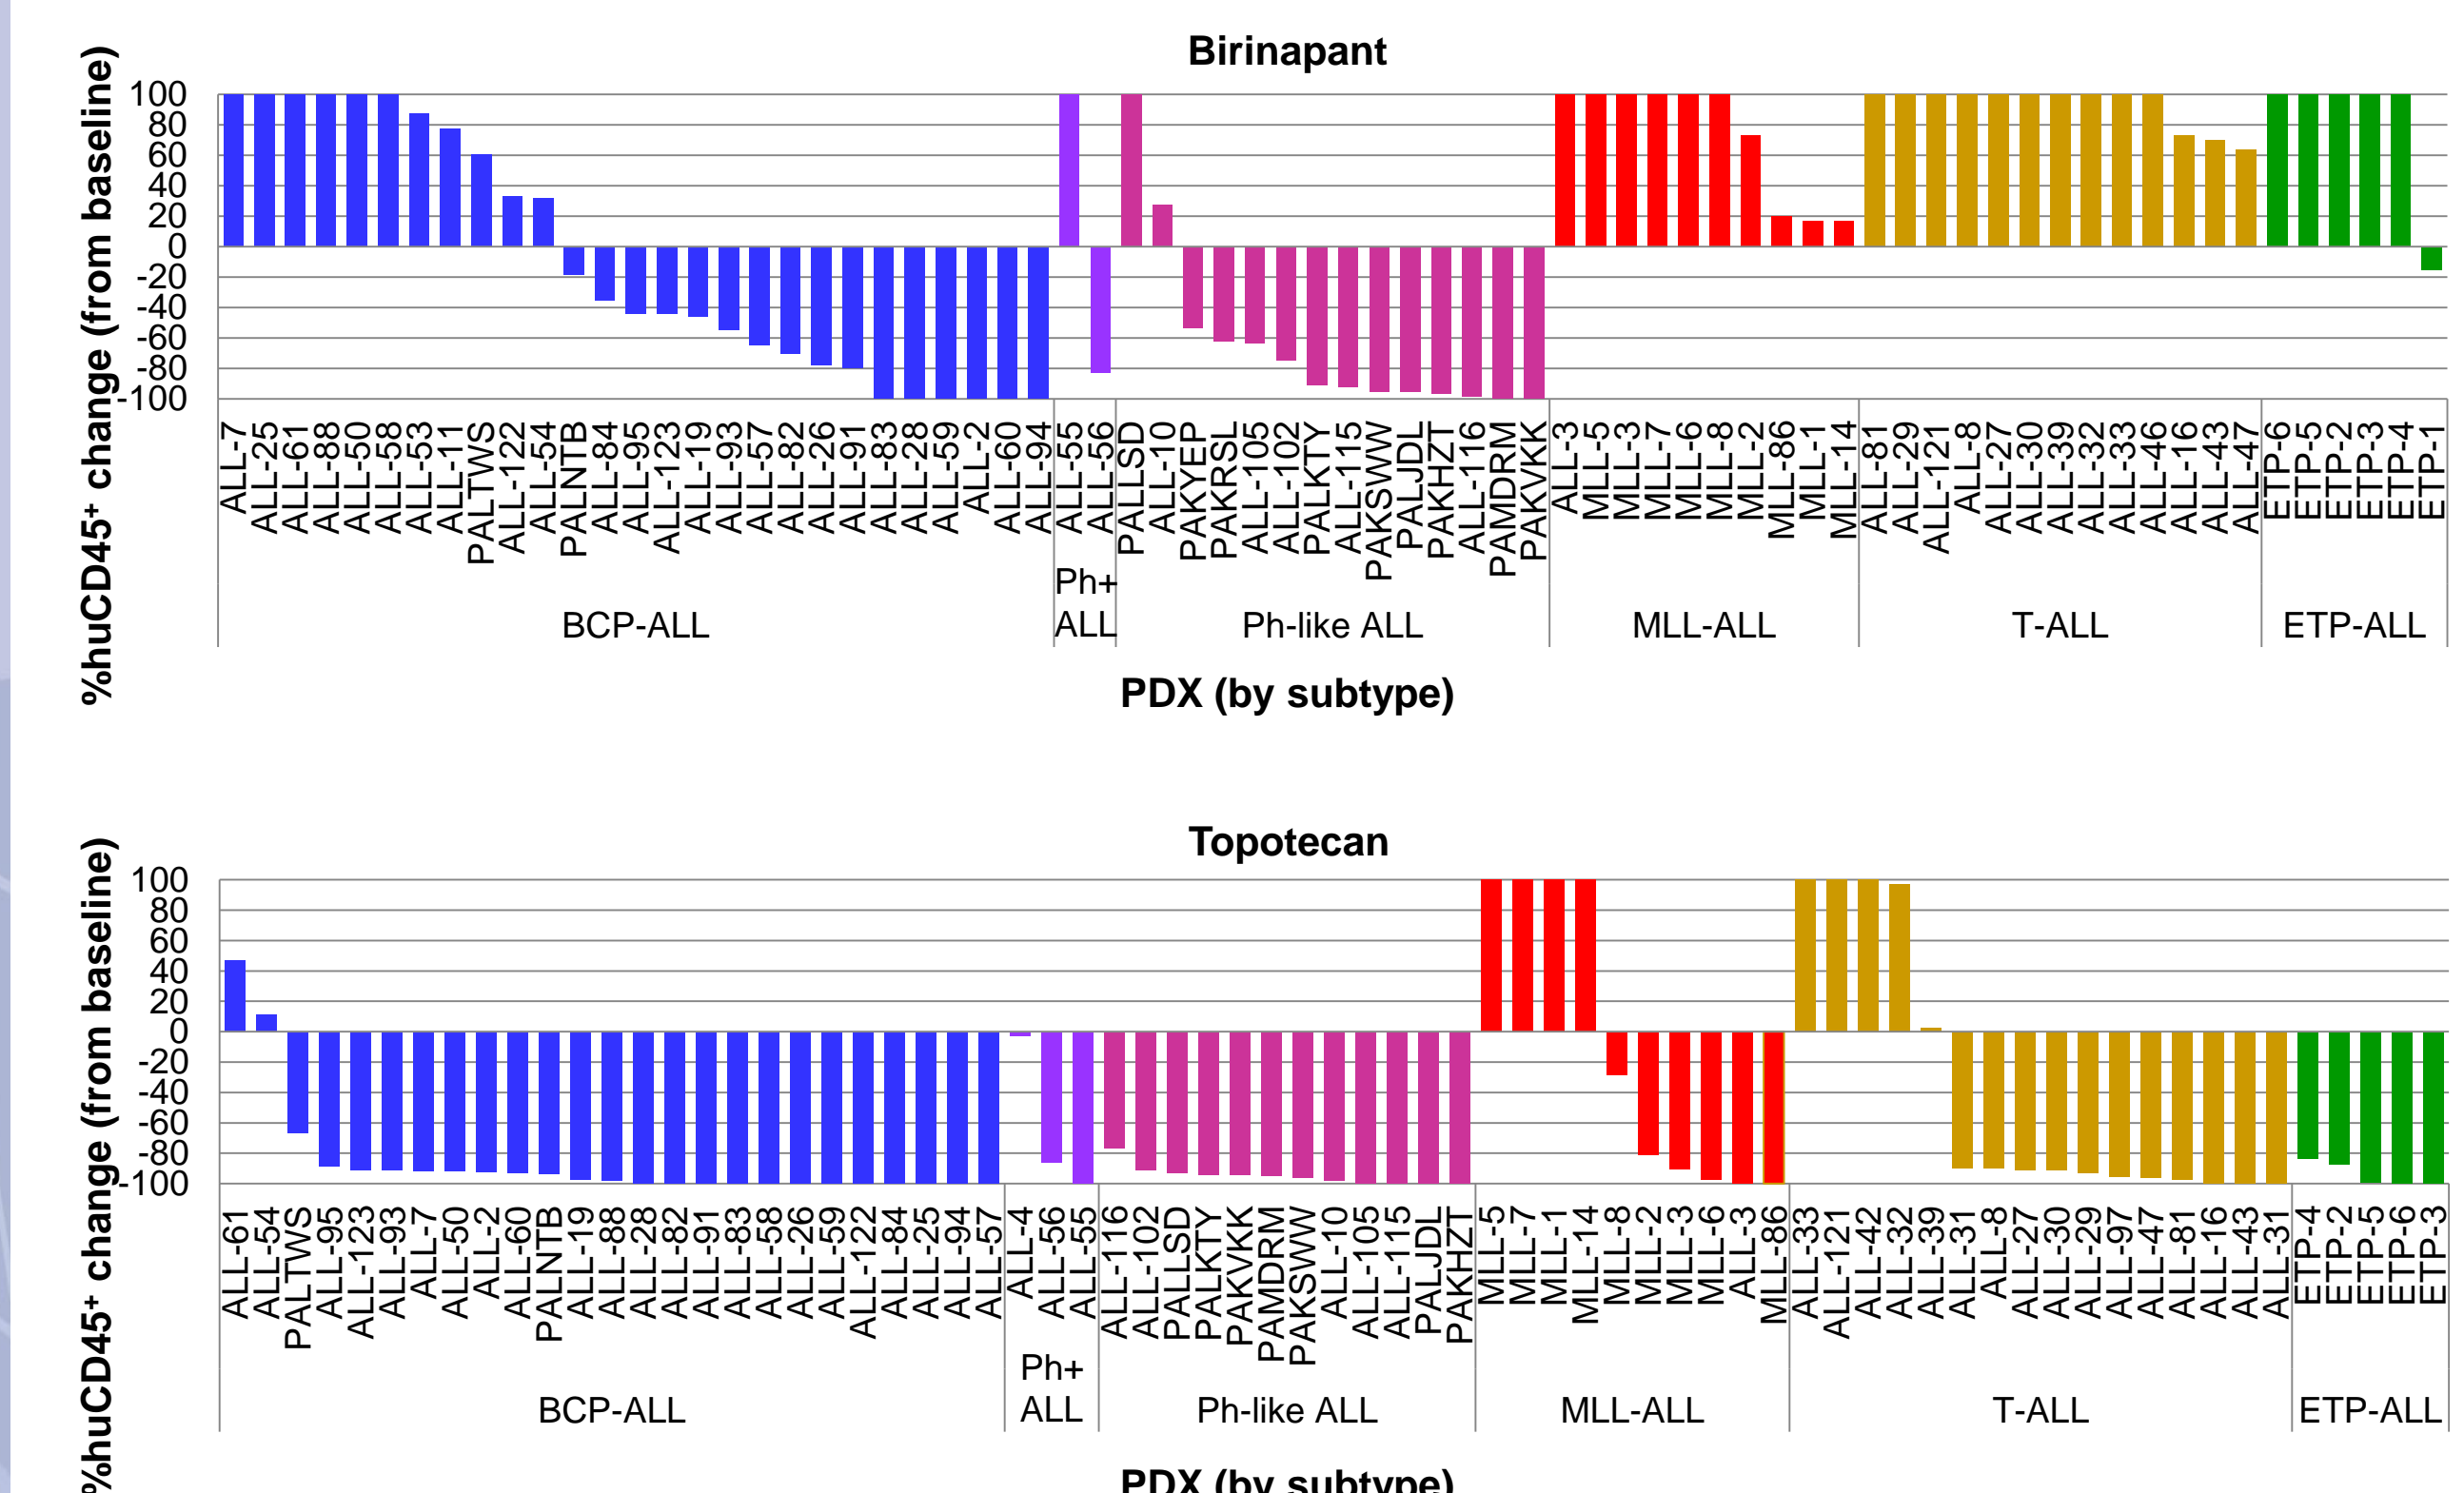 Birinapant
%huCD45+ change (from baseline)
100
80
60
40
20
0
-20
-40
-60
-80
-100
ALL-7
ALL-25
ALL-61
ALL-88
ALL-50
ALL-58
ALL-53
ALL-11
PALTWS
ALL-122
ALL-54
PALNTB
ALL-84
ALL-95
ALL-123
ALL-19
ALL-93
ALL-57
ALL-82
ALL-26
ALL-91
ALL-83
ALL-28
ALL-59
ALL-2
ALL-60
ALL-94
ALL-55
ALL-56
PALLSD
ALL-10
PAKYEP
PAKRSL
ALL-105
ALL-102
PALKTY
ALL-115
PAKSWW
PALJDL
PAKHZT
ALL-116
PAMDRM
PAKVKK
ALL-3
MLL-5
MLL-3
MLL-7
MLL-6
MLL-8
MLL-2
MLL-86
MLL-1
MLL-14
ALL-81
ALL-29
ALL-121
ALL-8
ALL-27
ALL-30
ALL-39
ALL-32
ALL-33
ALL-46
ALL-16
ALL-43
ALL-47
ETP-6
ETP-5
ETP-2
ETP-3
ETP-4
ETP-1
BCP-ALL
Ph+
ALL
Ph-like ALL
MLL-ALL
T-ALL
ETP-ALL
PDX (by subtype)
Topotecan
%huCD45+ change (from baseline)
100
80
60
40
20
0
-20
-40
-60
-80
-100
ALL-61
ALL-54
PALTWS
ALL-95
ALL-123
ALL-93
ALL-7
ALL-50
ALL-2
ALL-60
PALNTB
ALL-19
ALL-88
ALL-28
ALL-82
ALL-91
ALL-83
ALL-58
ALL-26
ALL-59
ALL-122
ALL-84
ALL-25
ALL-94
ALL-57
ALL-4
ALL-56
ALL-55
ALL-116
ALL-102
PALLSD
PALKTY
PAKVKK
PAMDRM
PAKSWW
ALL-10
ALL-105
ALL-115
PALJDL
PAKHZT
MLL-5
MLL-7
MLL-1
MLL-14
MLL-8
MLL-2
MLL-3
MLL-6
ALL-3
MLL-86
ALL-33
ALL-121
ALL-42
ALL-32
ALL-39
ALL-31
ALL-8
ALL-27
ALL-30
ALL-29
ALL-97
ALL-47
ALL-81
ALL-16
ALL-43
ALL-31
ETP-4
ETP-2
ETP-5
ETP-6
ETP-3
BCP-ALL
Ph+
ALL
Ph-like ALL
MLL-ALL
T-ALL
ETP-ALL
PDX (by subtype)